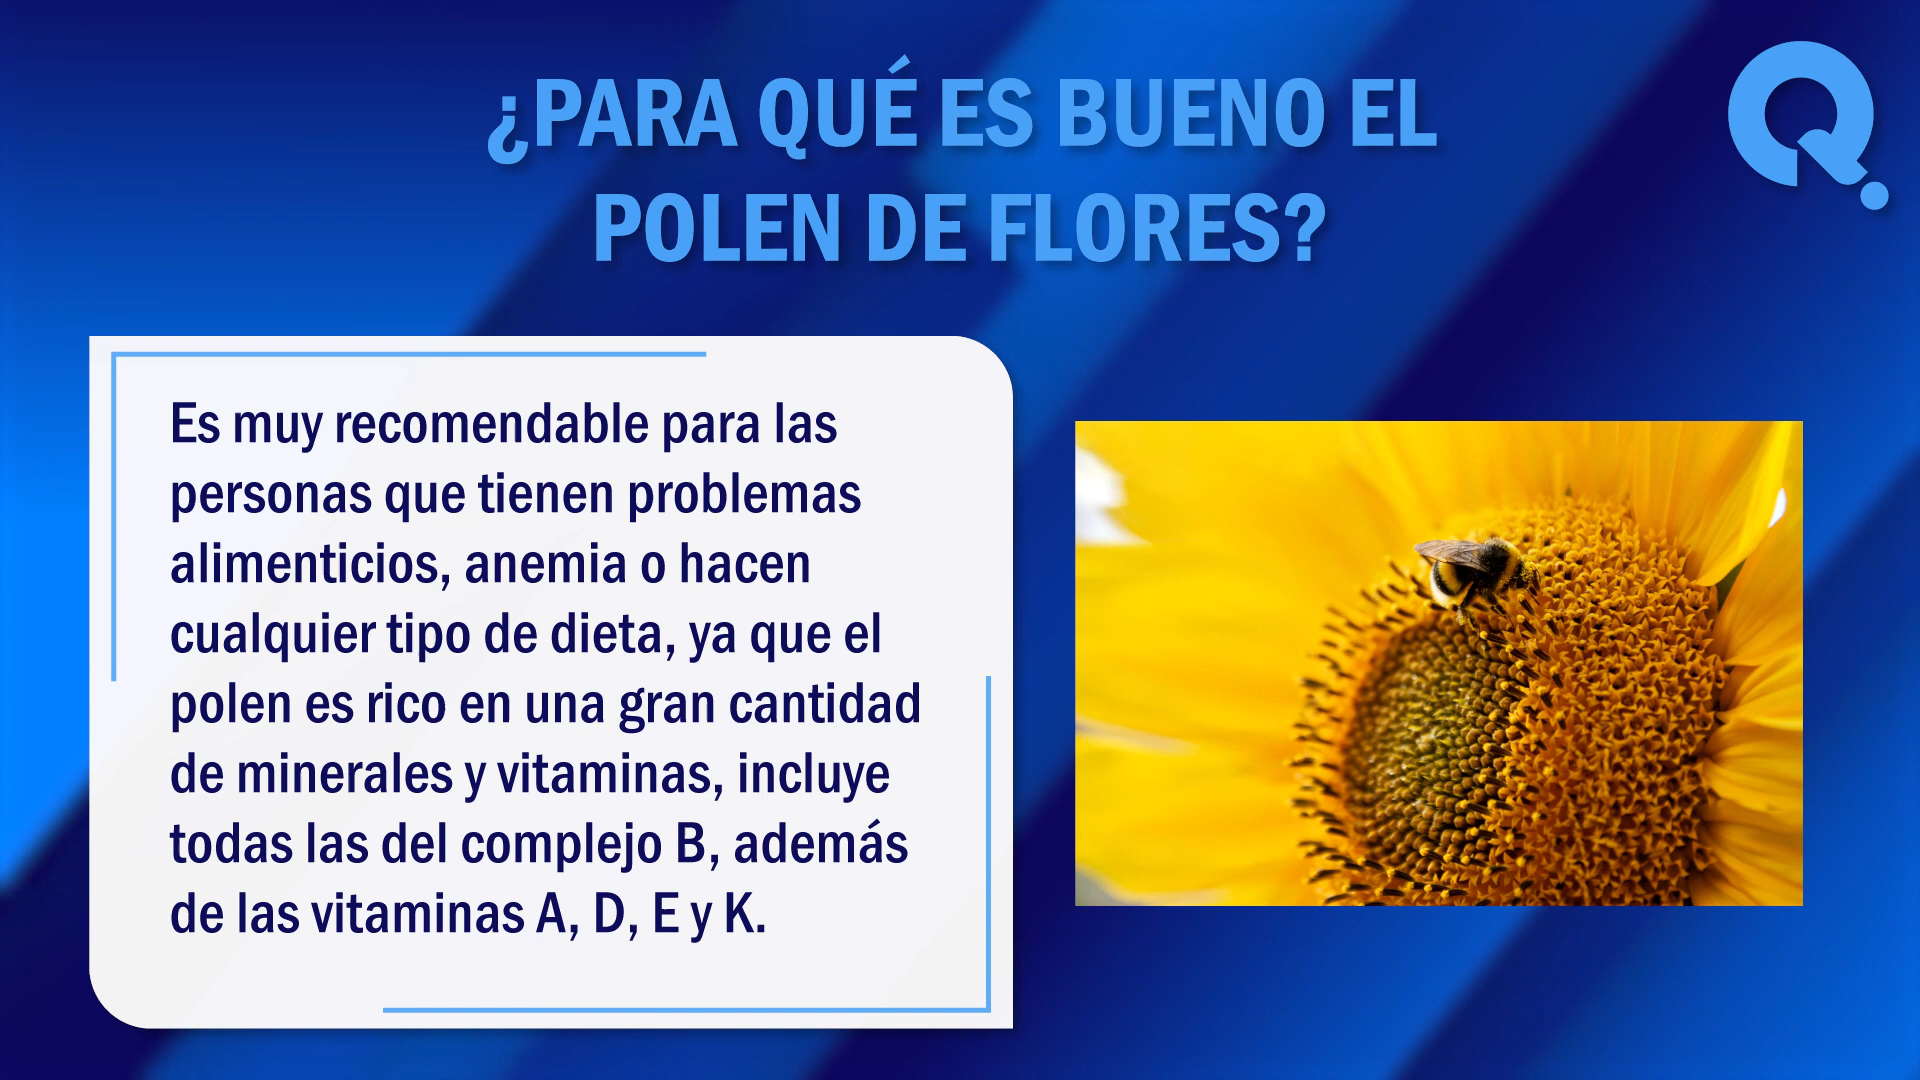 ¿PARA QUÉ ES BUENO EL
POLEN DE FLORES?
Es muy recomendable para las
personas que tienen problemas
alimenticios, anemia o hacen
cualquier tipo de dieta, ya que el
polen es rico en una gran cantidad
de minerales y vitaminas, incluye
todas las del complejo B, además
de las vitaminas A, D, E y K.
Q.